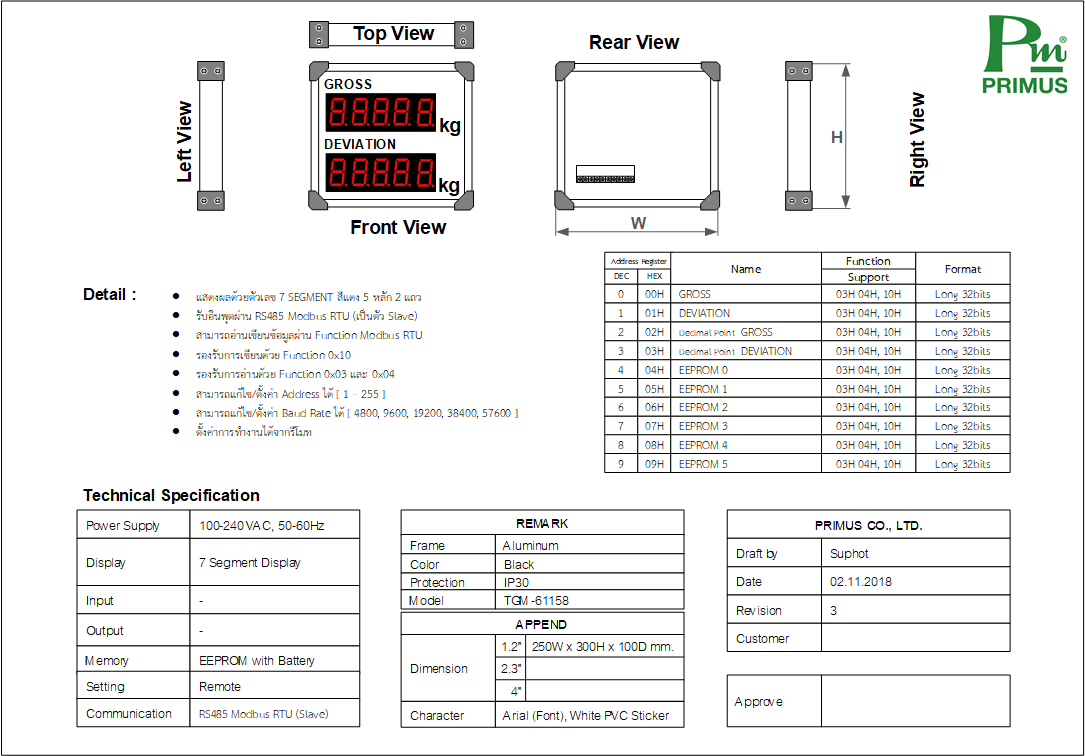 Top View
Rear View
Pm®
PRIMUS
Left View
GROSS
88888 kg
DEVIATION
88888 kg
Front View
W
H
Right View
Detail :
• แสดงผลด้วยตัวเลข 7 SEGMENT สีแดง 5 หลัก 2 แถว
• รับอินพุตผ่าน RS485 Modbus RTU (เป็นตัว Slave)
• สามารถอ่านเขียนข้อมูลผ่าน Function Modbus RTU
• รองรับการเขียนด้วย Function 0x10
• รองรับการอ่านด้วย Function 0x03 และ 0x04
• สามารถแก้ไข/ตั้งค่า Address ได้ [ 1 - 255 ]
• สามารถแก้ไข/ตั้งค่า Baud Rate ได้ [ 4800, 9600, 19200, 38400, 57600 ]
• ตั้งค่าการทำงานได้จากรีโมท
Address Register Name Function Support Format
DEC HEX
0 00H GROSS 03H 04H, 10H Long 32bits
1 01H DEVIATION 03H 04H, 10H Long 32bits
2 02H Decimal Point GROSS 03H 04H, 10H Long 32bits
3 03H Decimal Point DEVIATION 03H 04H, 10H Long 32bits
4 04H EEPROM 0 03H 04H, 10H Long 32bits
5 05H EEPROM 1 03H 04H, 10H Long 32bits
6 06H EEPROM 2 03H 04H, 10H Long 32bits
7 07H EEPROM 3 03H 04H, 10H Long 32bits
8 08H EEPROM 4 03H 04H, 10H Long 32bits
9 09H EEPROM 5 03H 04H, 10H Long 32bits
Technical Specification
Power Supply 100-240VAC, 50-60Hz
Display 7 Segment Display
Input -
Output -
Memory EEPROM with Battery
Setting Remote
Communication RS485 Modbus RTU (Slave)
REMARK
Frame Aluminum
Color Black
Protection IP30
Model TGM-61158
APPEND
Dimension 1.2" 250W x 300H x 100D mm.
2.3"
4"
Character Arial (Font), White PVC Sticker
PRIMUS CO., LTD.
Draft by Suphot
Date 02.11.2018
Revision 3
Customer
Approve